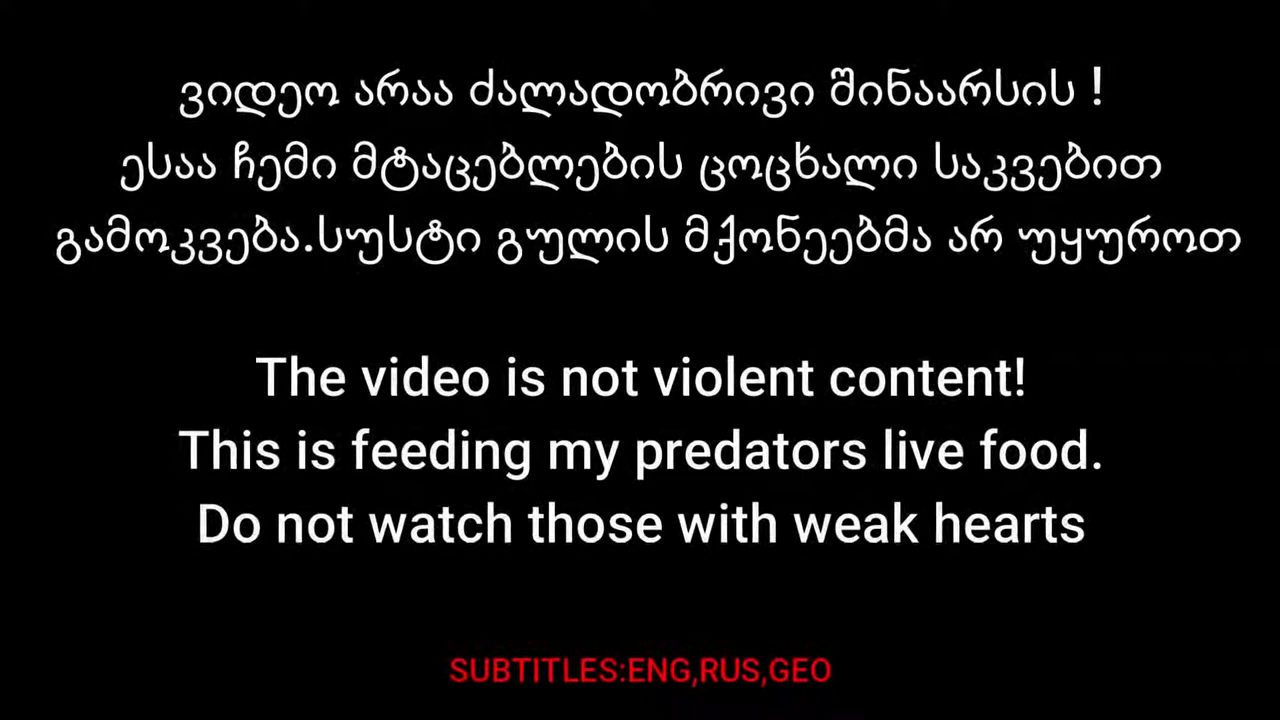 ვიდეო არაა ძალადობრივი შინაარსის !
ესაა ჩემი მტაცებლების ცოცხალი საკვებით
გამოკვება.სუსტი გულის მქონეებმა არ უყუროთ
The video is not violent content!
This is feeding my predators live food.
Do not watch those with weak hearts
SUBTITLES:ENG,RUS,GEO